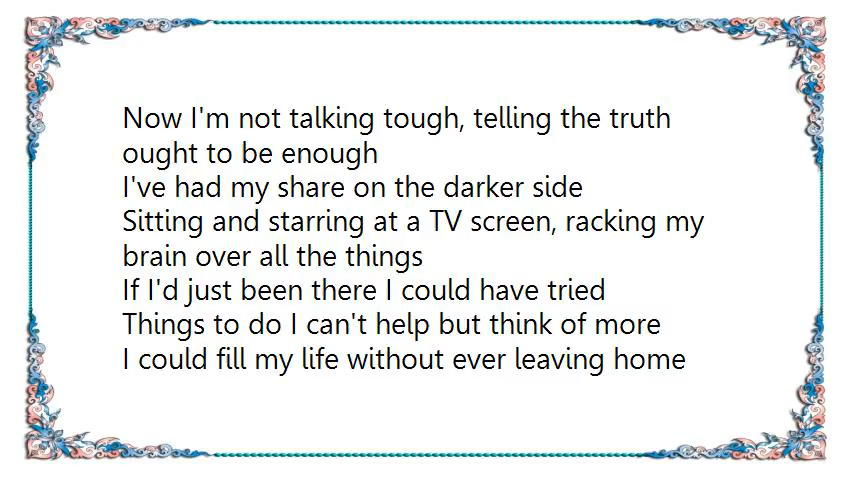 Now I'm not talking tough, telling the truth
ought to be enough
I've had my share on the darker side
Sitting and starring at a TV screen, racking my
brain over all the things
If I'd just been there I could have tried
Things to do I can't help but think of more
I could fill my life without ever leaving home